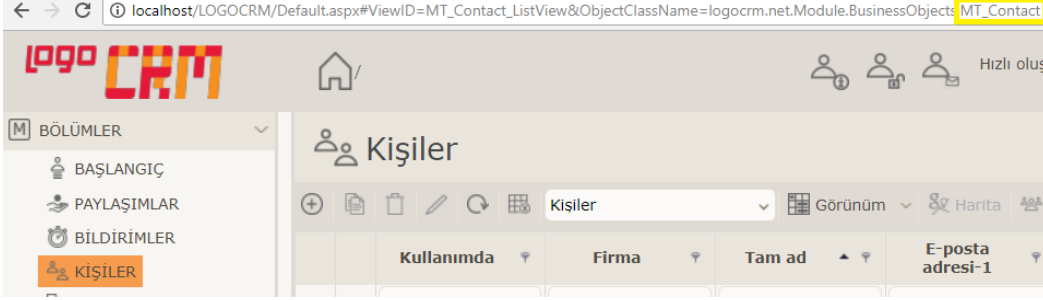 localhost/LOGOCRM/Default.aspx#ViewID=MT_Contact_ListView&ObjectClassName=logocrm.net.Module.BusinessObjects.MT_Contact
logo CRM
/
Hızlı oluş
M BÖLÜMLER
Kişiler
BAŞLANGIÇ
PAYLAŞIMLAR
Kişiler
Görünüm
Harita
BİLDİRİMLER
KİŞİLER
Kullanımda
Firma
Tam ad
E-posta
adresi-1